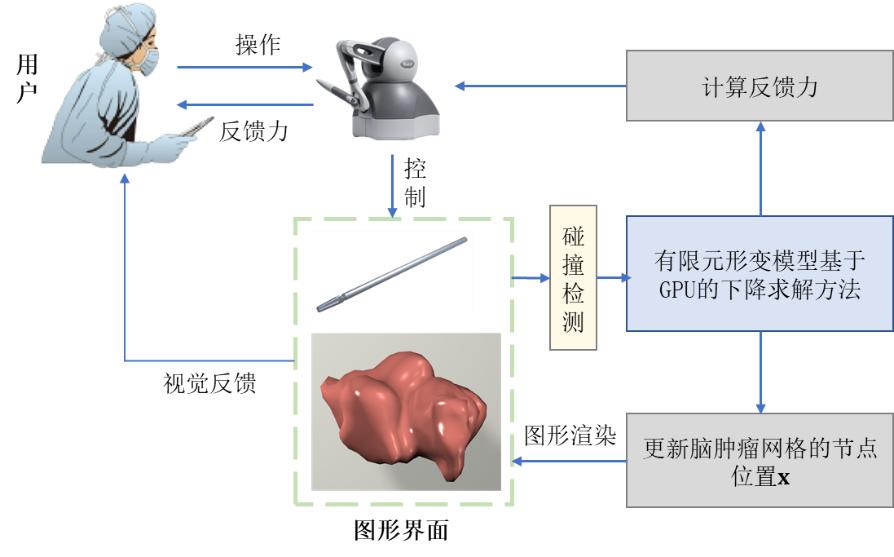 用
户
操作
反馈力
计算反馈力
控
制
碰
撞
检
测
有限元形变模型基于
GPU的下降求解方法
视觉反馈
图形渲染
更新脑肿瘤网格的节点
位置x
图形界面